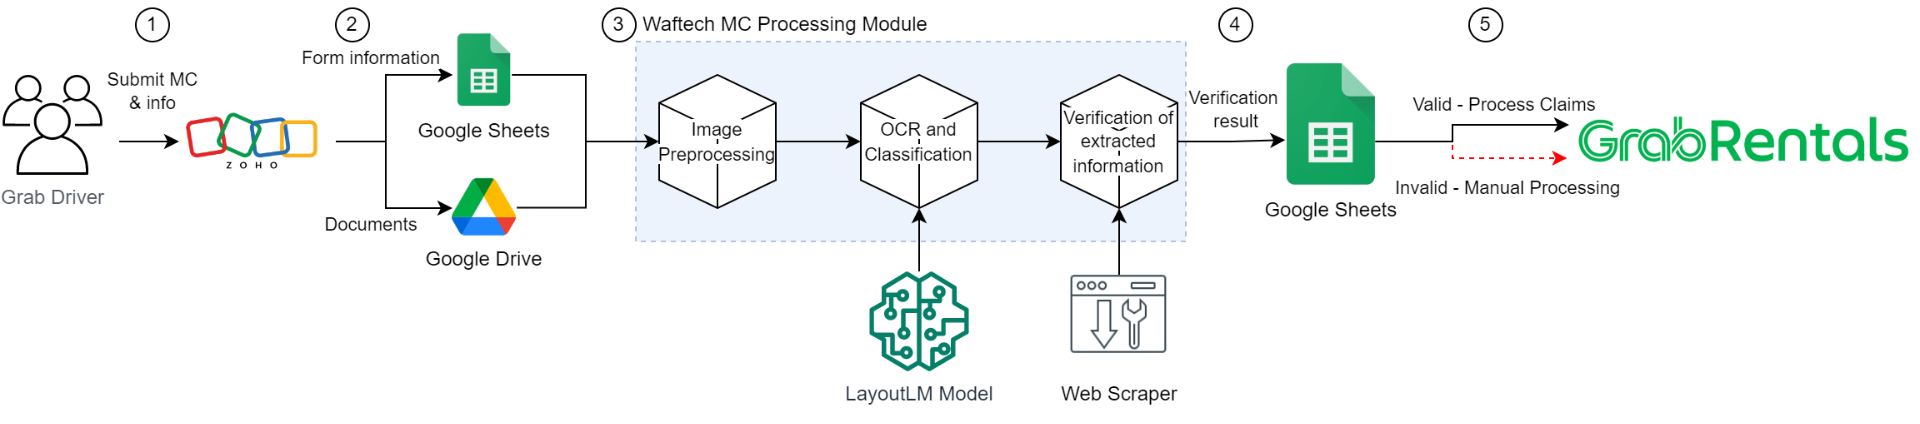 1
2
3
Waftech MC Processing Module
4
5
Submit MC
& info
Grab Driver
ZOHO
Form information
Google Sheets
Documents
Google Drive
Image
Preprocessing
OCR and
Classification
Verification of
extracted
information
LayoutLM Model
Web Scraper
Verification
result
Google Sheets
Valid - Process Claims
Invalid - Manual Processing
GrabRentals